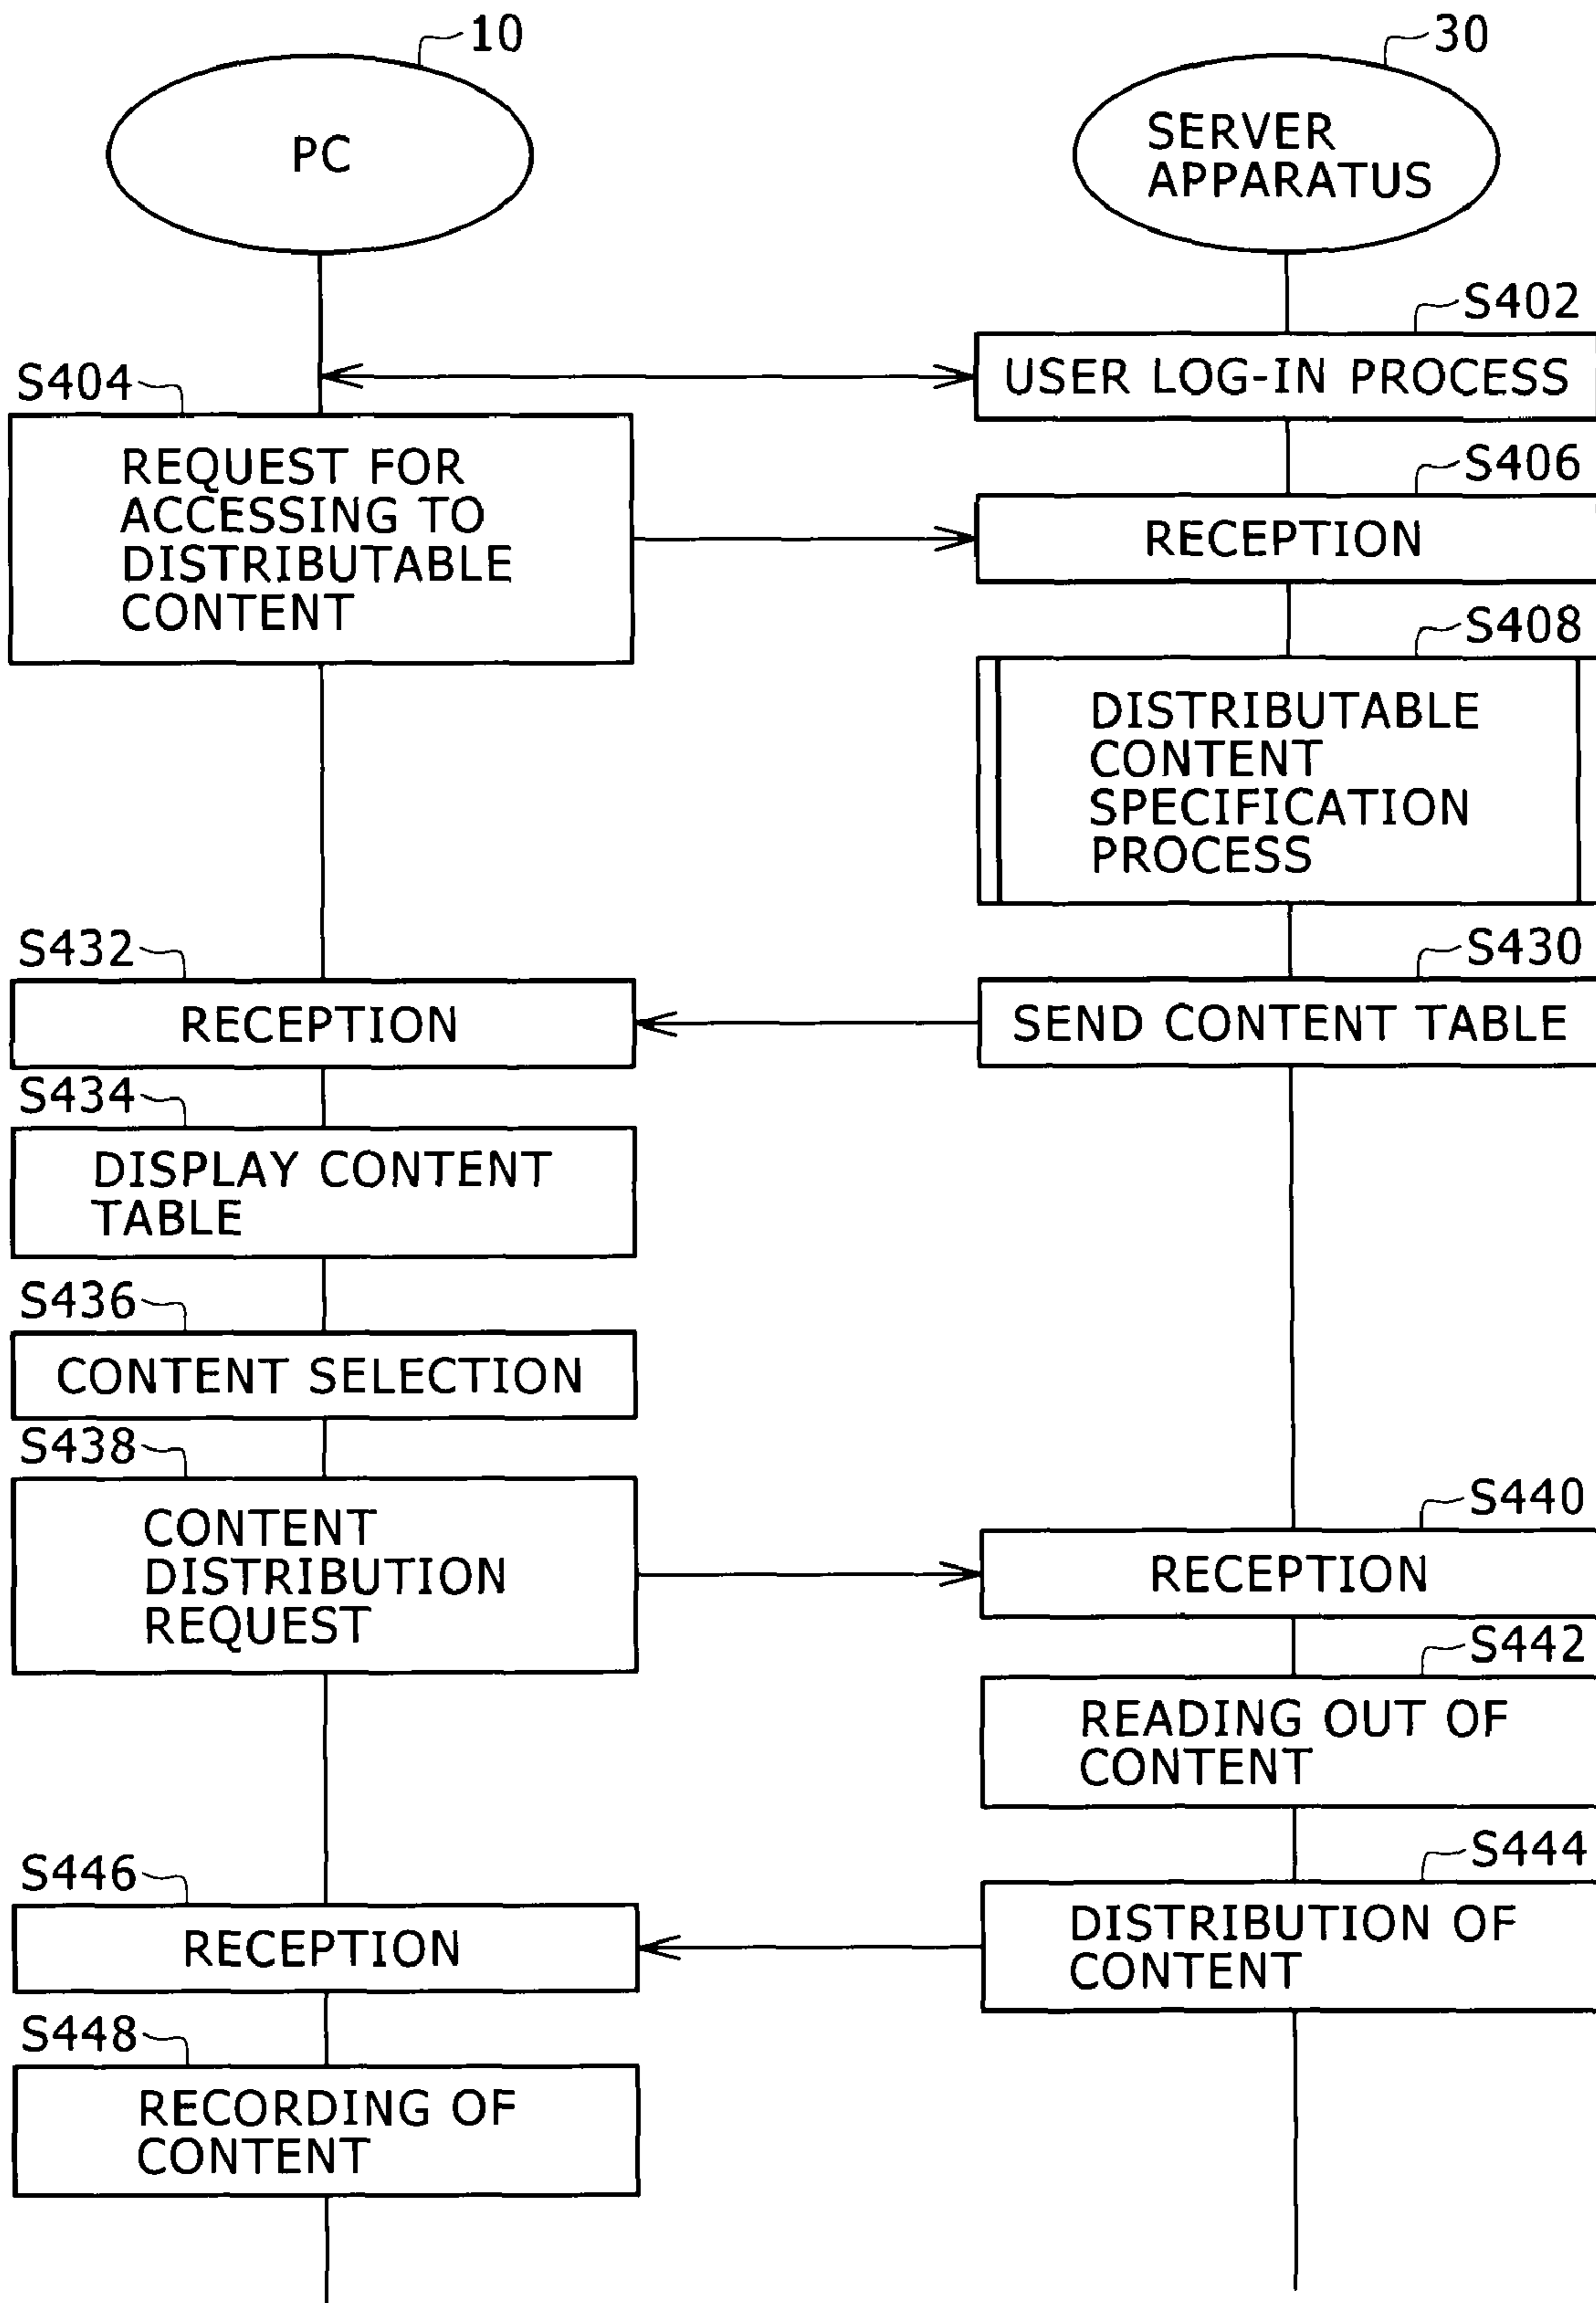 10
PC
30
SERVER
APPARATUS
S402
USER LOG-IN PROCESS
S404
REQUEST FOR
ACCESSING TO
DISTRIBUTABLE
CONTENT
S406
RECEPTION
S408
DISTRIBUTABLE
CONTENT
SPECIFICATION
PROCESS
S430
SEND CONTENT TABLE
S432
RECEPTION
S434
DISPLAY CONTENT
TABLE
S436
CONTENT SELECTION
S438
CONTENT
DISTRIBUTION
REQUEST
S440
RECEPTION
S442
READING OUT OF
CONTENT
S444
DISTRIBUTION OF
CONTENT
S446
RECEPTION
S448
RECORDING OF
CONTENT